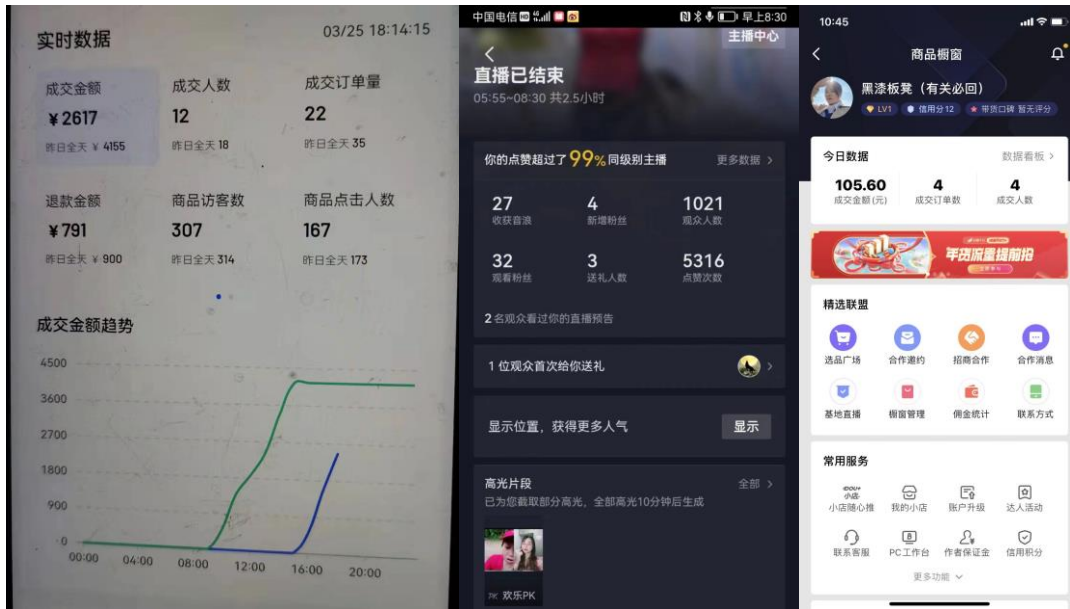 实时数据
03/25 18:14:15
成交金额
成交人数
成交订单量
¥2617
12
22
昨日全天 ¥ 4155
昨日全天 18
昨日全天 35
退款金额
商品访客数
商品点击人数
¥791
307
167
昨日全天 ¥ 900
昨日全天 314
昨日全天 173
成交金额趋势
4500
3600
2700
1800
900
0
00:00
04:00
08:00
12:00
16:00
20:00
中国电信 HD 早上8:30
主播中心
直播已结束
05:55~08:30 共2.5小时
你的点赞超过了99%同级别主播
更多数据 >
27
4
1021
收获音浪
新增粉丝
观众人数
32
3
5316
观看粉丝
送礼人数
点赞次数
2名观众看过你的直播预告
1 位观众首次给你送礼
显示位置，获得更多人气
显示
高光片段
全部 >
已为您截取部分高光，全部高光10分钟后生成
PK 欢乐PK
10:45
商品橱窗
黑漆板凳（有关必回）
LV1
信用分12
带货口碑 暂无评分
今日数据
数据看板 >
105.60
4
4
成交金额(元)
成交订单数
成交人数
年货流量提前抢
精选联盟
选品广场
合作邀约
招商合作
合作消息
基地直播
橱窗管理
佣金统计
联系方式
常用服务
小店随心推
我的小店
账户升级
达人活动
联系客服
PC工作台
作者保证金
信用积分
更多功能